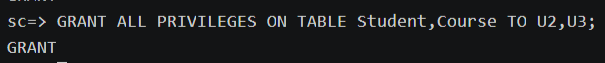 sc=> GRANT ALL PRIVILEGES ON TABLE Student,Course TO U2,U3;
GRANT